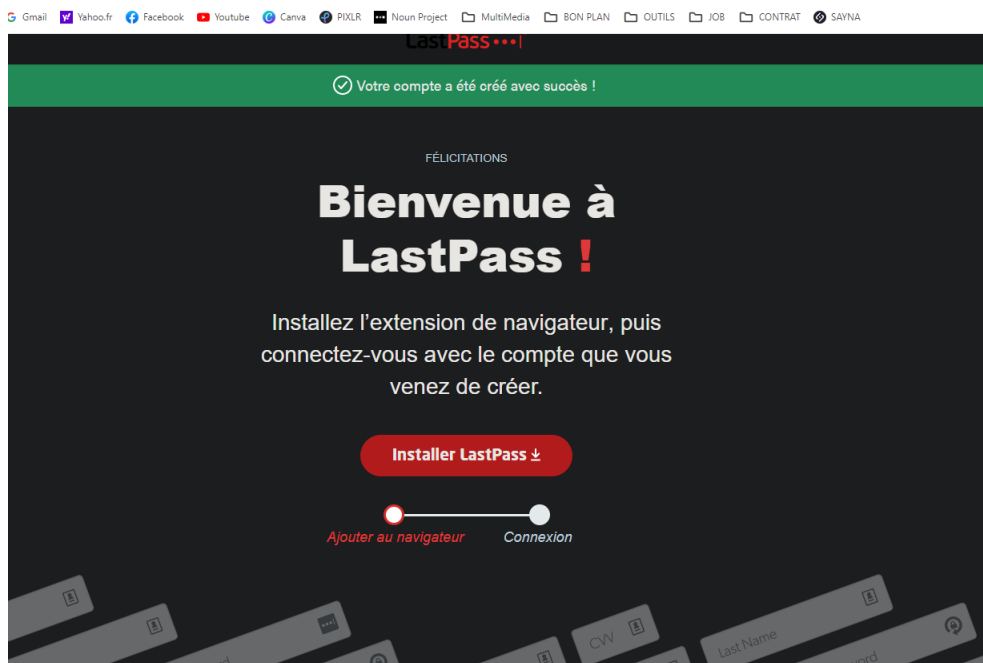 Gmail Yahoo.fr Facebook Youtube Canva PIXLR Noun Project MultiMedia BON PLAN OUTILS JOB CONTRAT SAYNA
LastPass
Votre compte a été créé avec succès !
FÉLICITATIONS
Bienvenue à
LastPass !
Installez l’extension de navigateur, puis
connectez-vous avec le compte que vous
venez de créer.
Installer LastPass
Ajouter au navigateur Connexion
CVV
Last Name